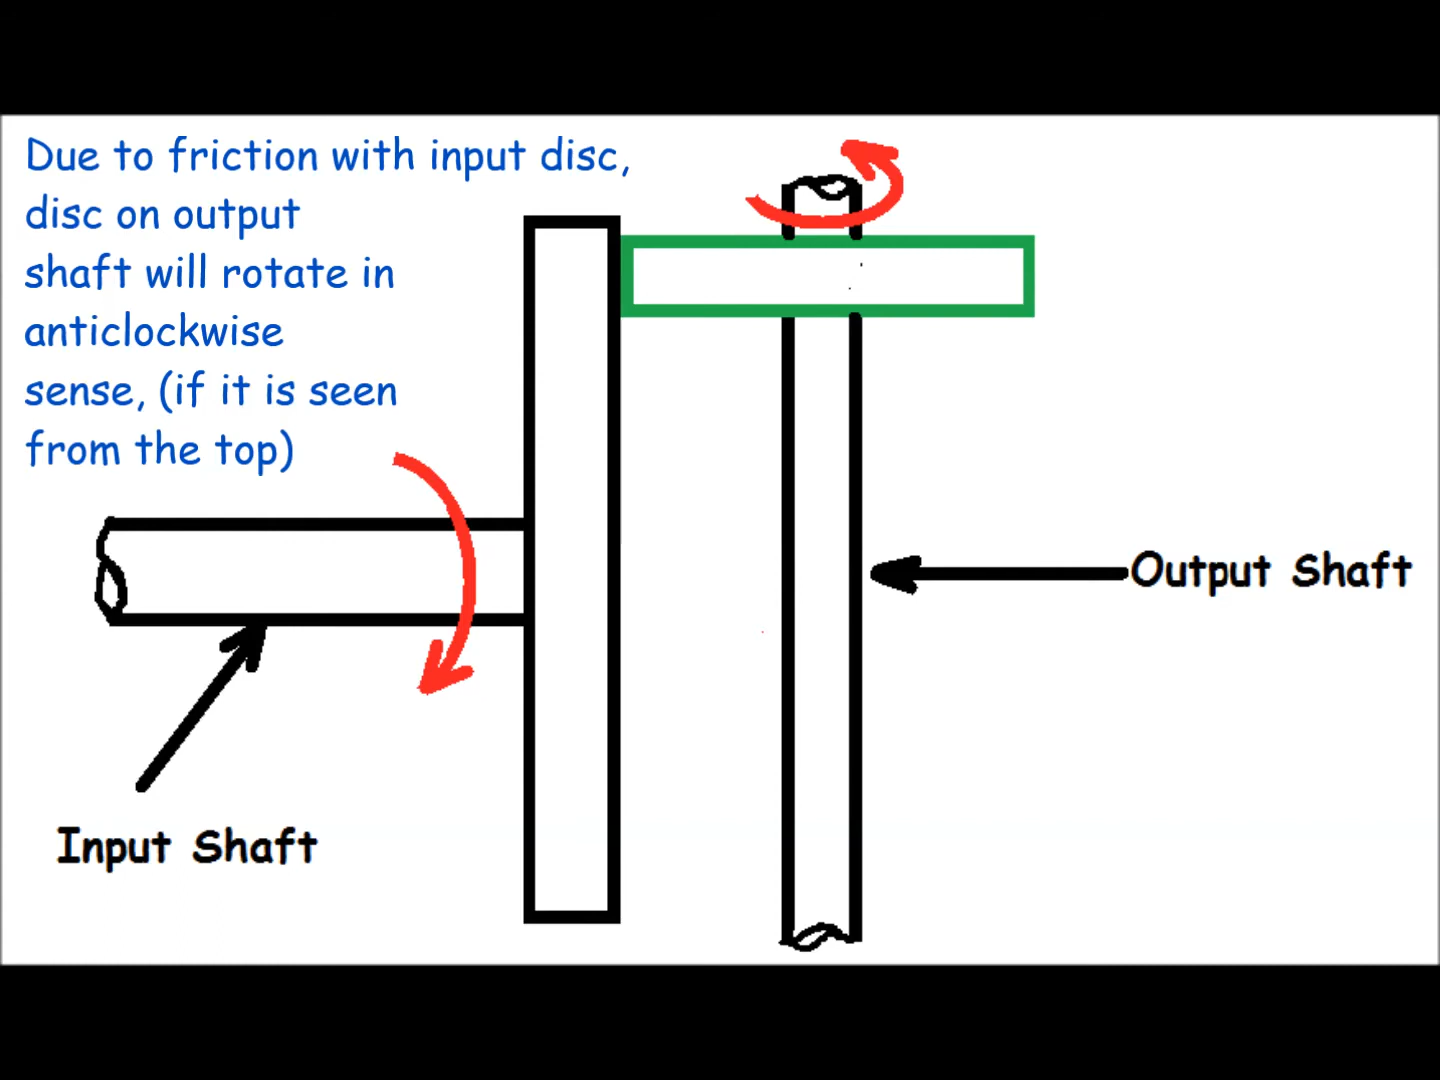 Due to friction with input disc,
disc on output
shaft will rotate in
anticlockwise
sense, (if it is seen
from the top)
Output Shaft
Input Shaft